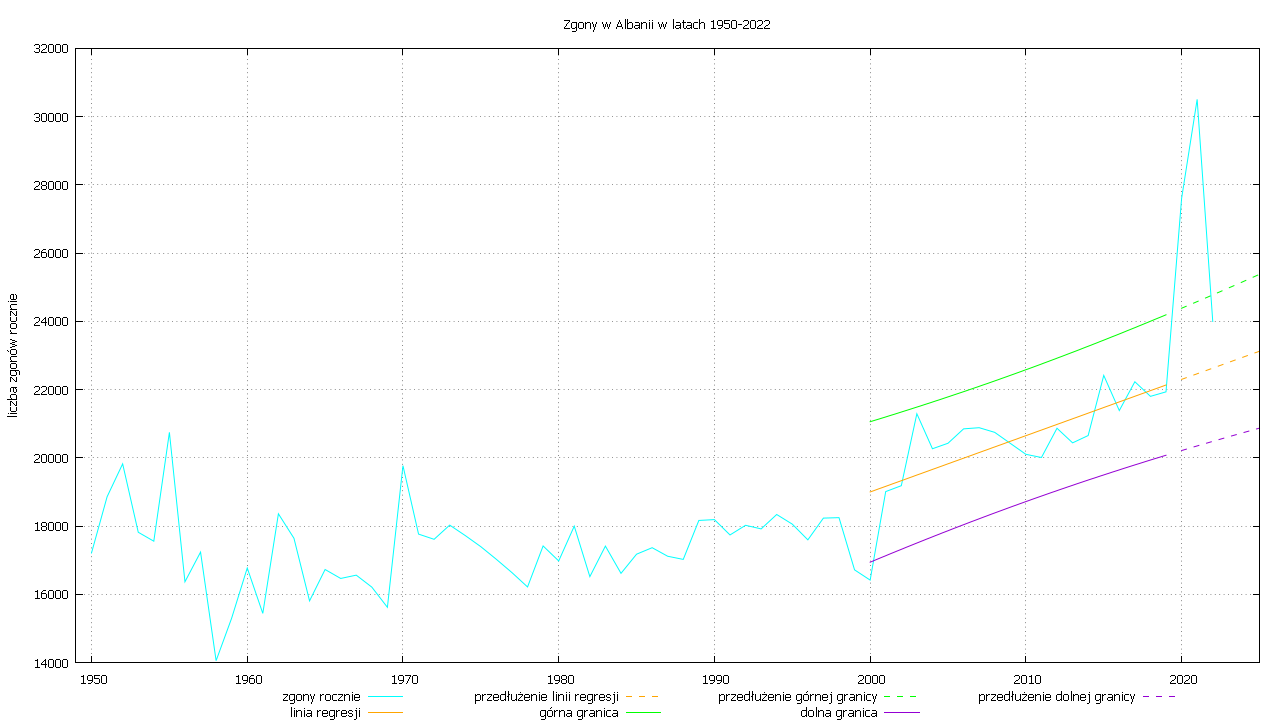 Zgony w Albanii w latach 1950-2022
32000
30000
28000
26000
24000
22000
20000
18000
16000
14000
liczba zgonów rocznie
1950 1960 1970 1980 1990 2000 2010 2020
zgony rocznie przedłużenie linii regresji przedłużenie górnej granicy przedłużenie dolnej granicy
linia regresji górna granica dolna granica